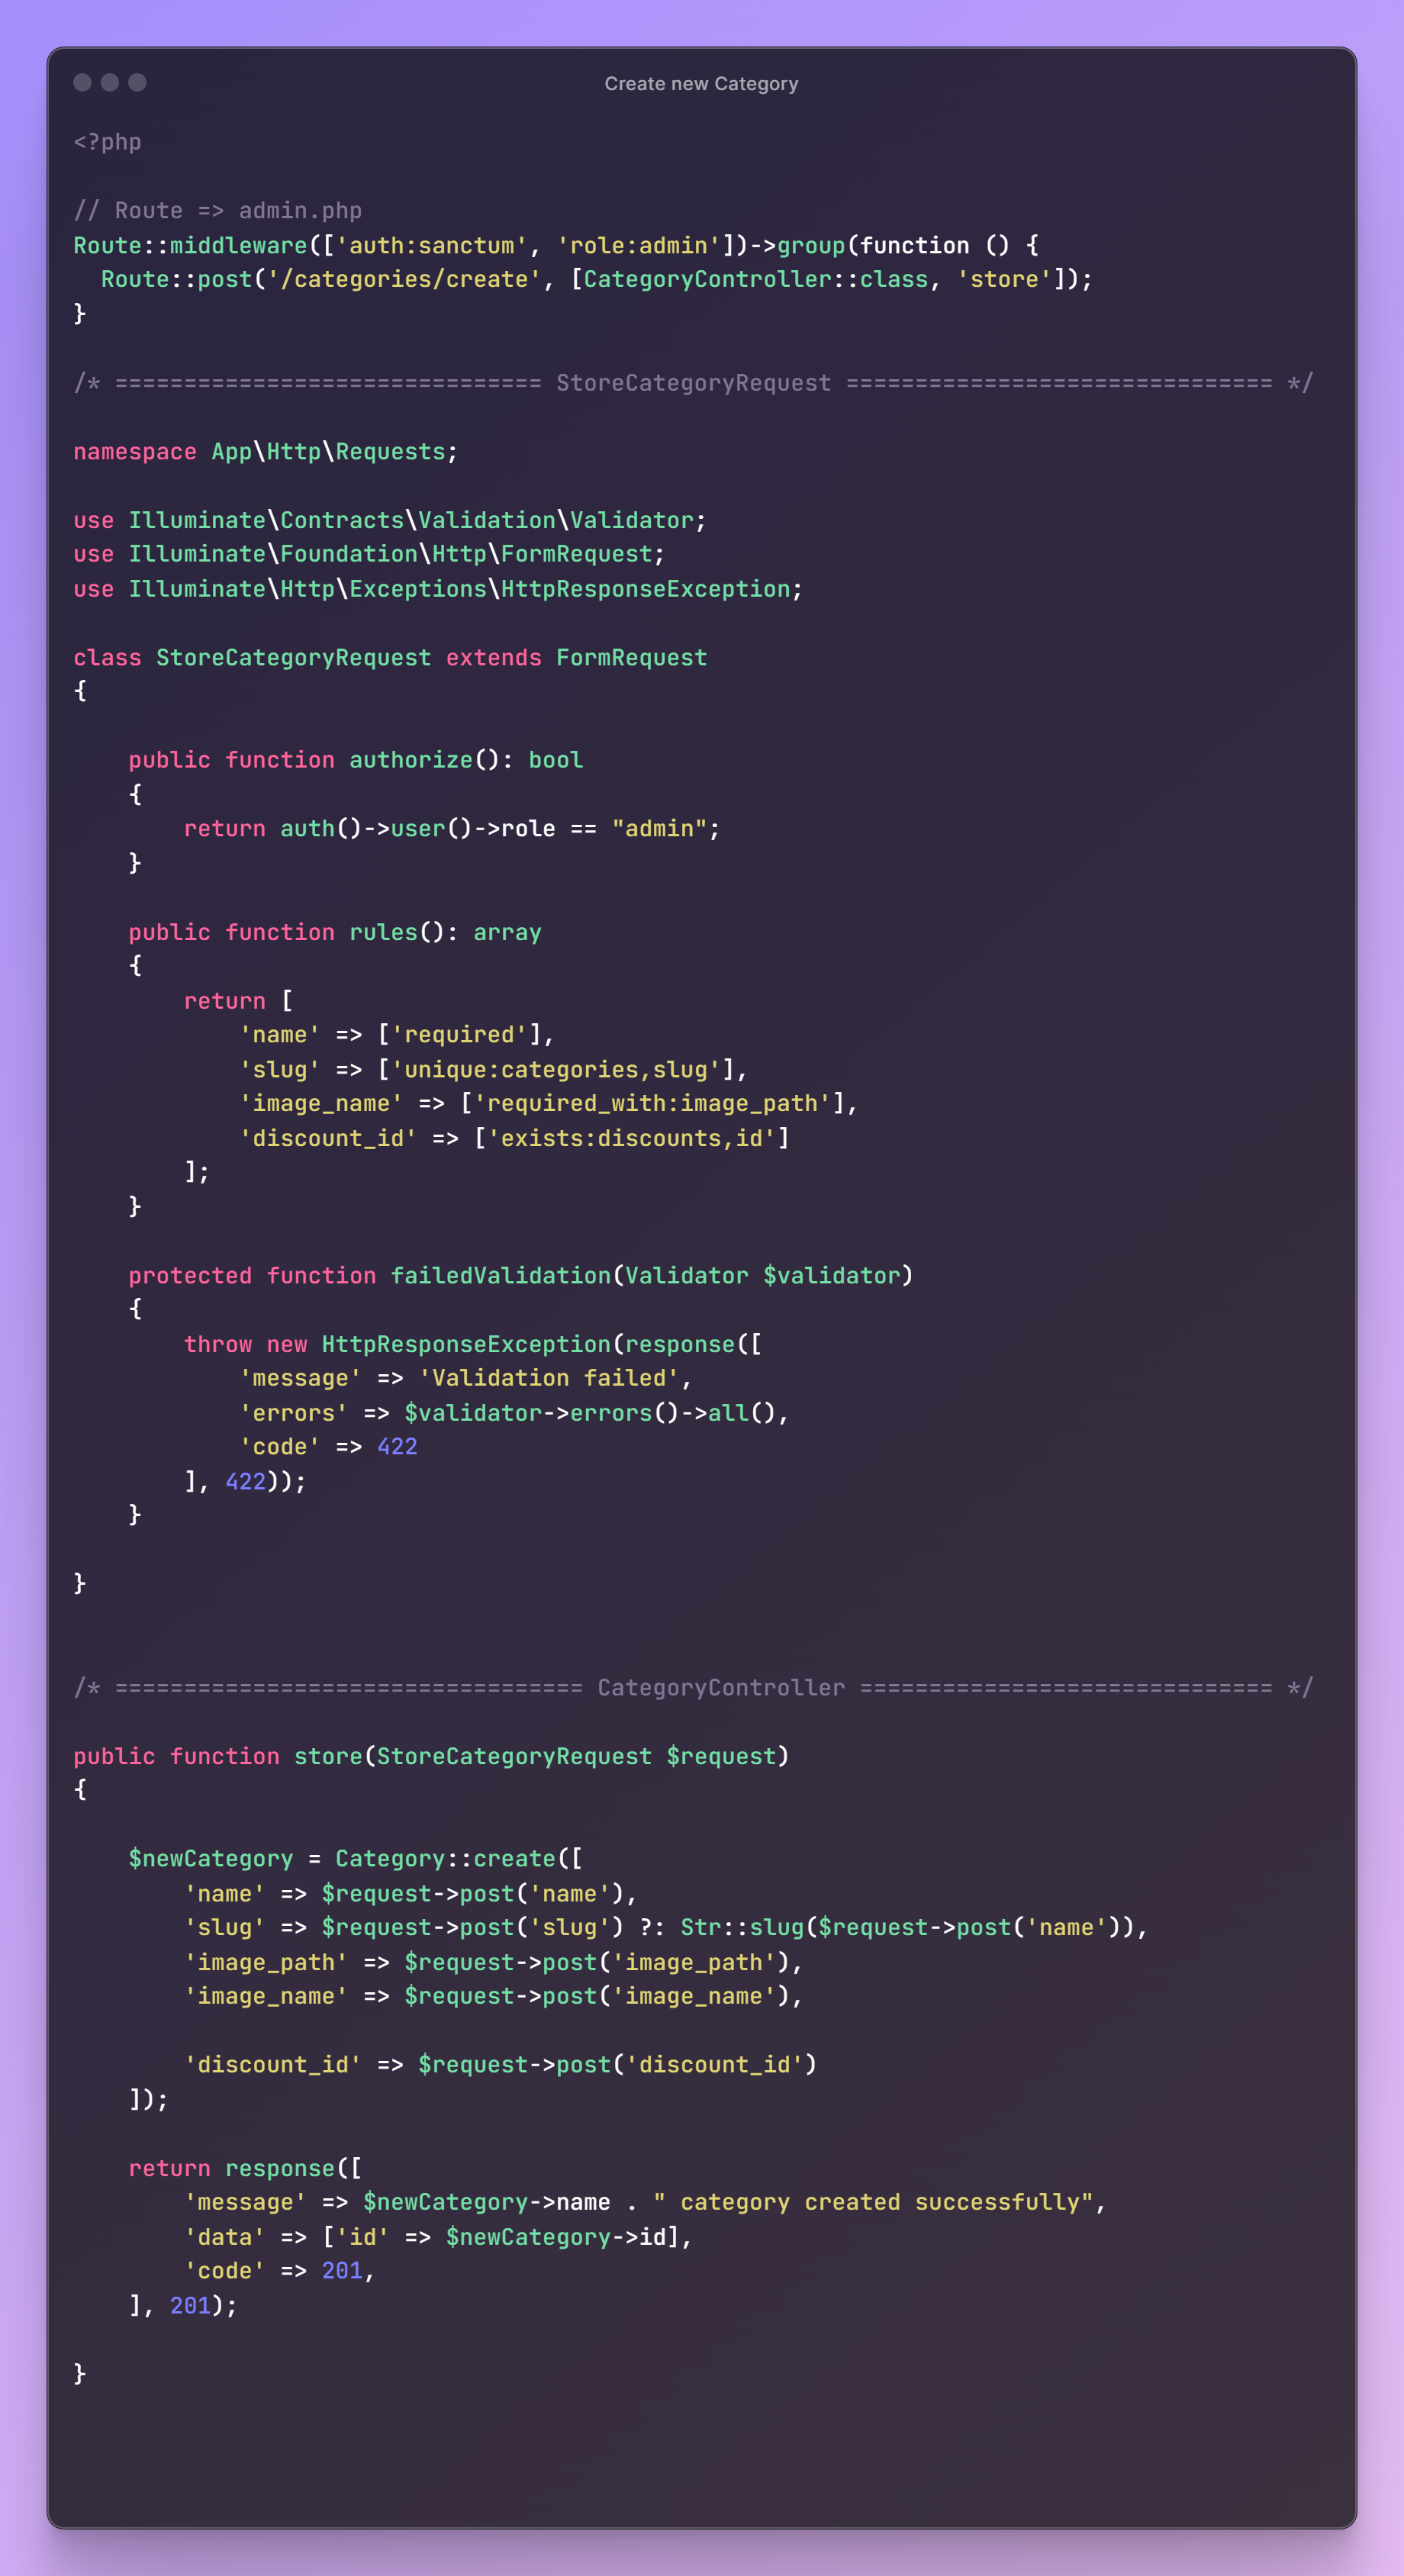 Create new Category
<?php
// Route => admin.php
Route::middleware(['auth:sanctum', 'role:admin'])->group(function () {
  Route::post('/categories/create', [CategoryController::class, 'store']);
}
/* =============================== StoreCategoryRequest =============================== */
namespace App\Http\Requests;
use Illuminate\Contracts\Validation\Validator;
use Illuminate\Foundation\Http\FormRequest;
use Illuminate\Http\Exceptions\HttpResponseException;
class StoreCategoryRequest extends FormRequest
{
    public function authorize(): bool
    {
        return auth()->user()->role == "admin";
    }
    public function rules(): array
    {
        return [
            'name' => ['required'],
            'slug' => ['unique:categories,slug'],
            'image_name' => ['required_with:image_path'],
            'discount_id' => ['exists:discounts,id']
        ];
    }
    protected function failedValidation(Validator $validator)
    {
        throw new HttpResponseException(response([
            'message' => 'Validation failed',
            'errors' => $validator->errors()->all(),
            'code' => 422
        ], 422));
    }
}
/* ================================== CategoryController ============================== */
public function store(StoreCategoryRequest $request)
{
    $newCategory = Category::create([
        'name' => $request->post('name'),
        'slug' => $request->post('slug') ?: Str::slug($request->post('name')),
        'image_path' => $request->post('image_path'),
        'image_name' => $request->post('image_name'),
        'discount_id' => $request->post('discount_id')
    ]);
    return response([
        'message' => $newCategory->name . " category created successfully",
        'data' => ['id' => $newCategory->id],
        'code' => 201,
    ], 201);
}